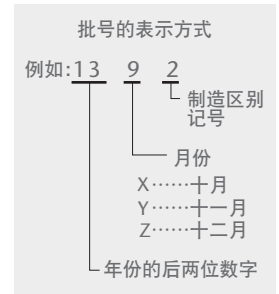 批号的表示方式
例如:13 9 2
制造区别
记号
月份
X……十月
Y……十一月
Z……十二月
年份的后两位数字